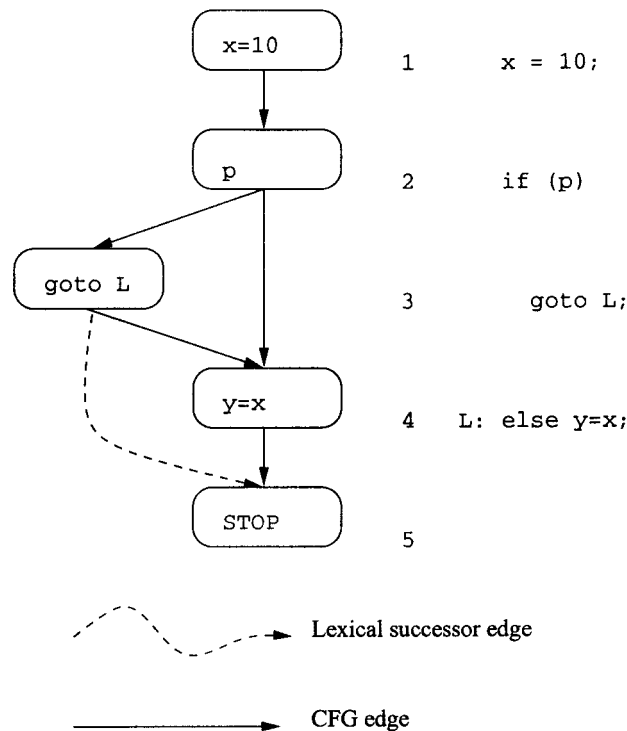 x=10
1 x = 10;
p
2 if (p)
goto L
3 goto L;
y=x
4 L: else y=x;
STOP
5
Lexical successor edge
CFG edge